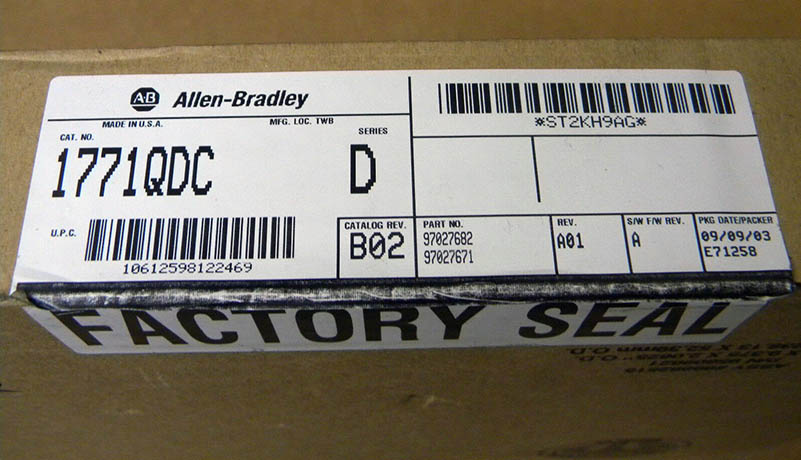 AB Allen-Bradley
MADE IN U.S.A. MFG. LOC. TWB
CAT. NO. SERIES
1771QDC D
U.P.C.
10612598122469
CATALOG REV.
B02
*ST2KH9AG*
PART NO.
97027682
97027671
REV.
A01
S/W F/W REV.
A
PKG DATE/PACKER
09/09/03
E71258
FACTORY SEAL